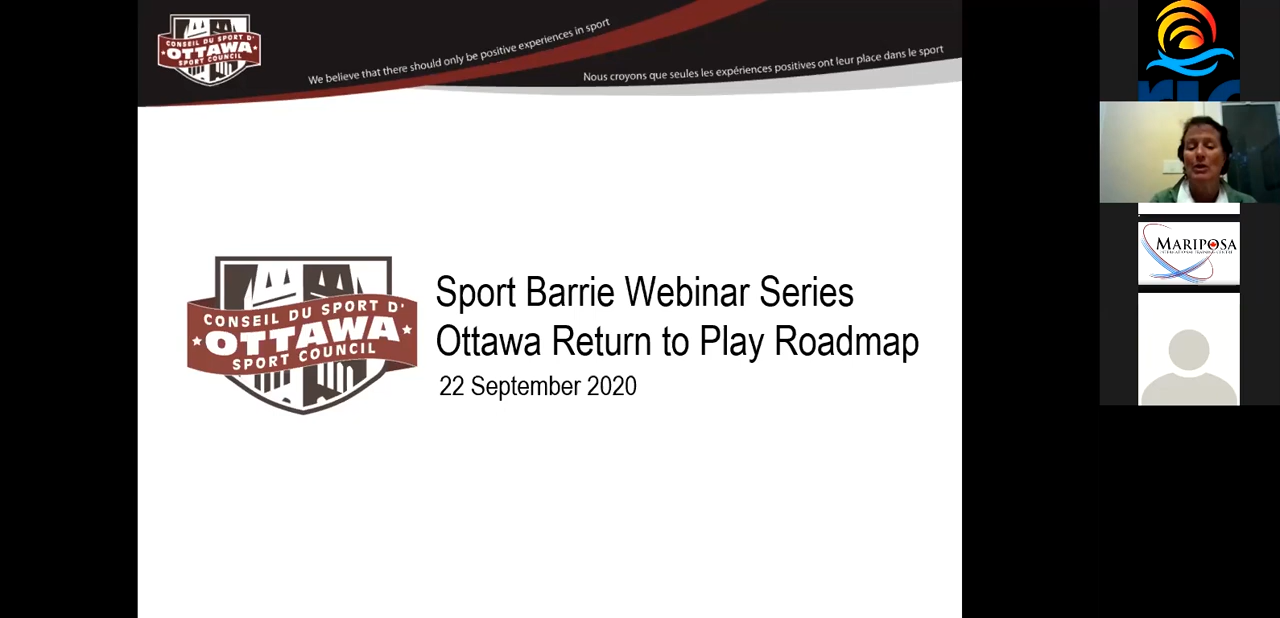 CONSEIL DU SPORT D'
OTTAWA
SPORT COUNCIL
We believe that there should only be positive experiences in sport
Nous croyons que seules les expériences positives ont leur place dans le sport
CONSEIL DU SPORT D'
OTTAWA
SPORT COUNCIL
Sport Barrie Webinar Series
Ottawa Return to Play Roadmap
22 September 2020
MARIPOSA